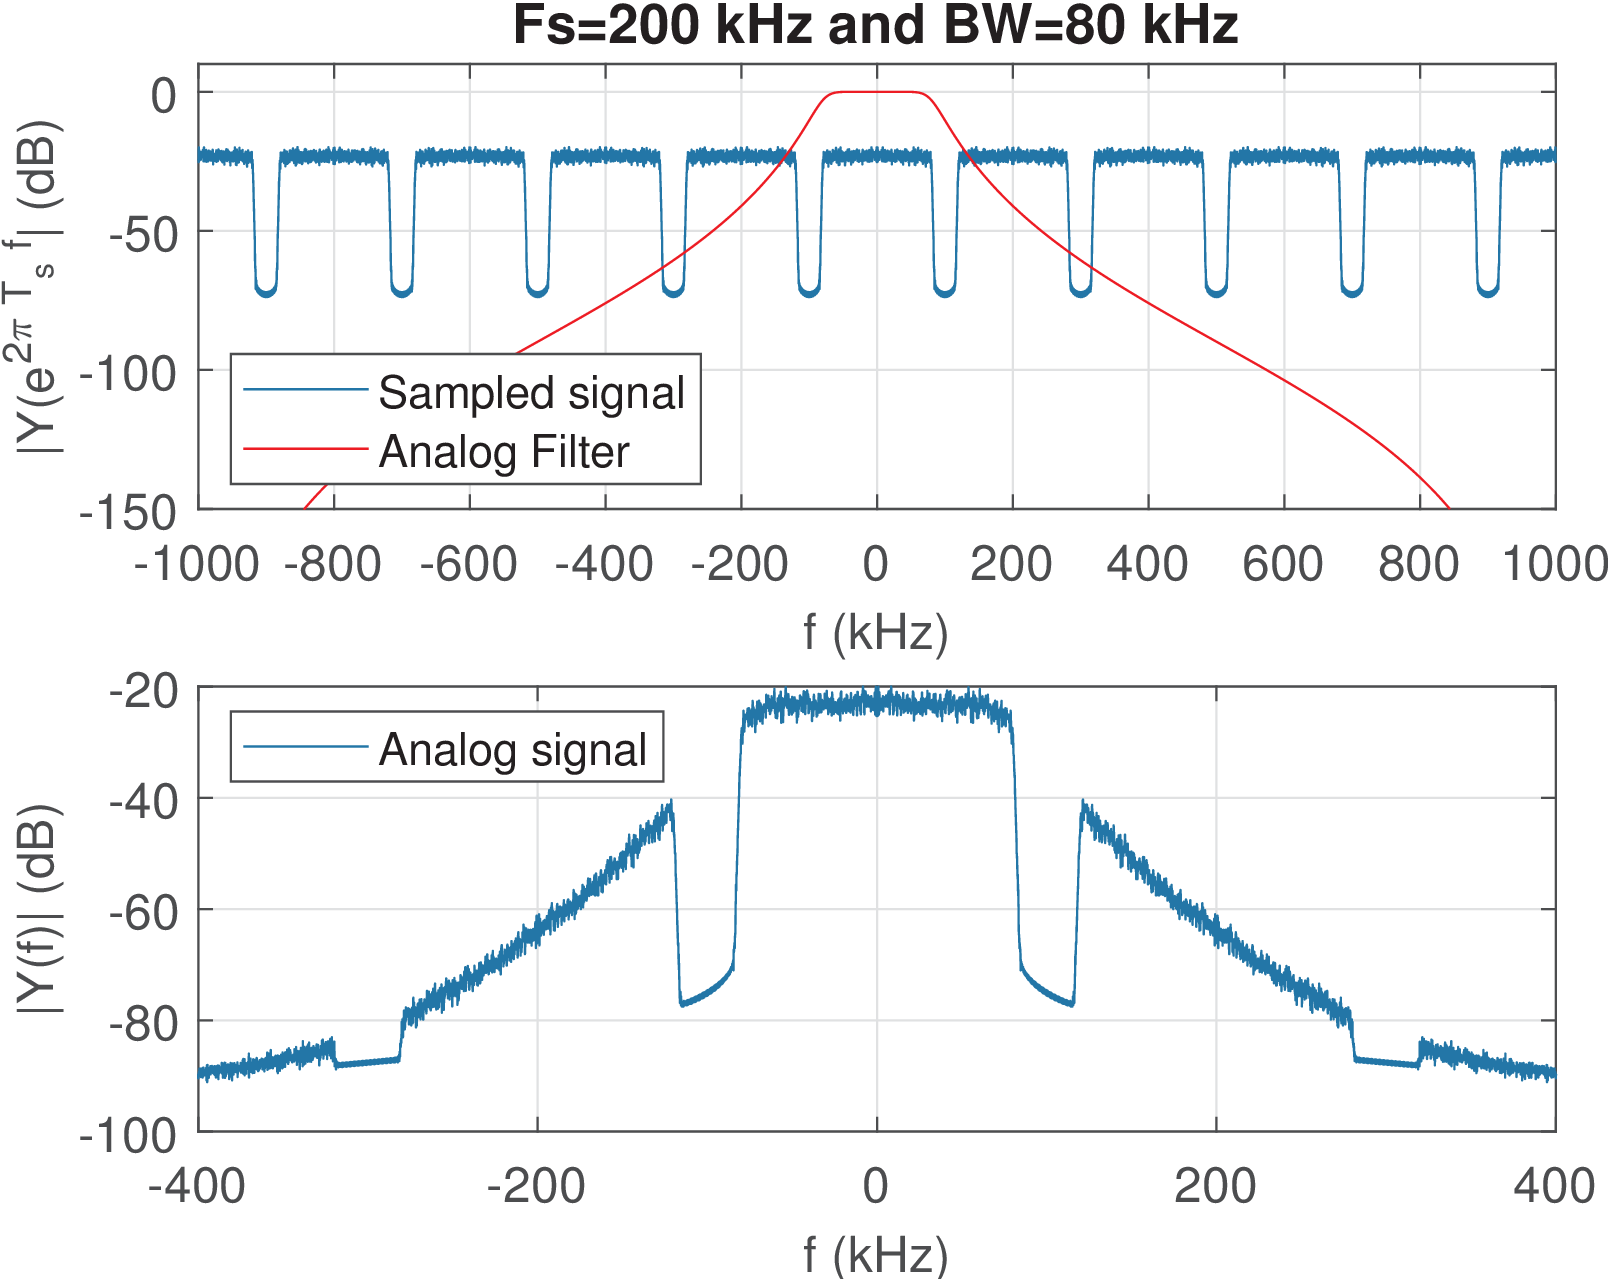 Fs=200 kHz and BW=80 kHz
|Y(e^{2π T_s f}| (dB)
0
-50
-100
-150
Sampled signal
Analog Filter
-1000 -800 -600 -400 -200 0 200 400 600 800 1000
f (kHz)
|Y(f)| (dB)
-20
-40
-60
-80
-100
Analog signal
-400 -200 0 200 400
f (kHz)